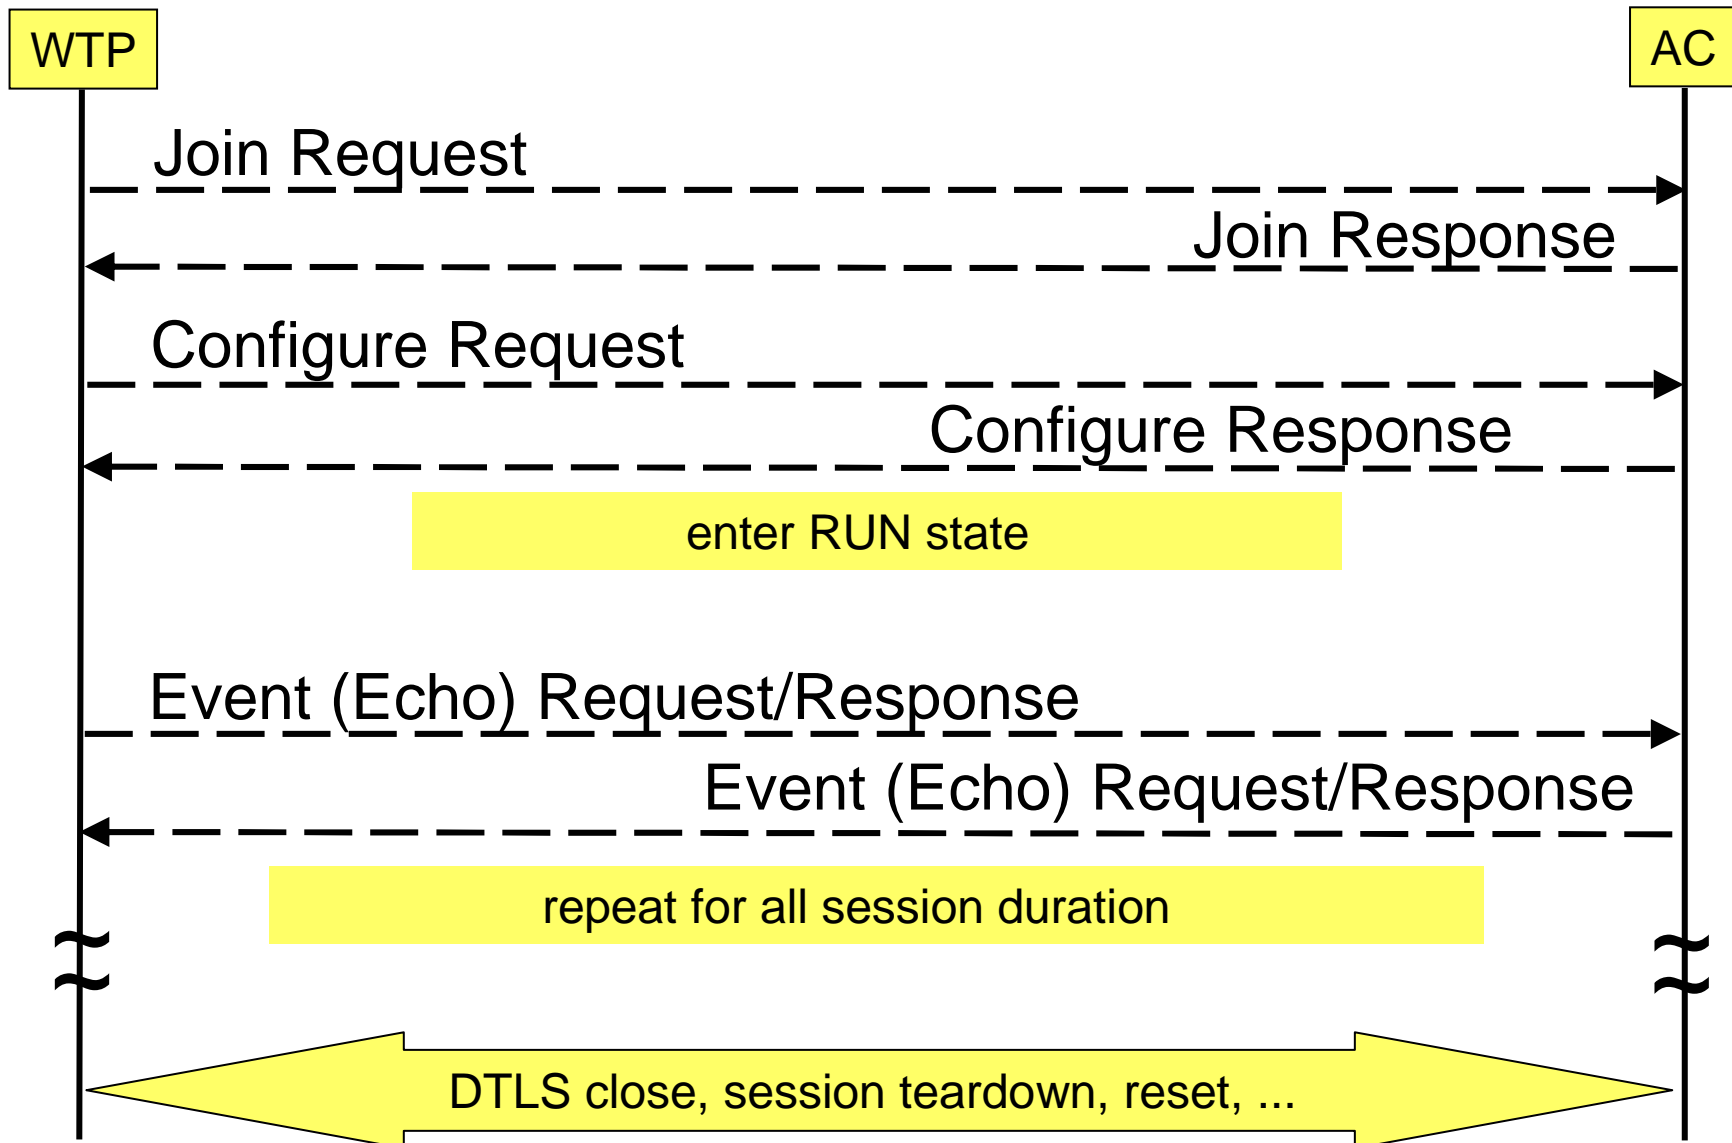 WTP
AC
Join Request
Join Response
Configure Request
Configure Response
enter RUN state
Event (Echo) Request/Response
Event (Echo) Request/Response
repeat for all session duration
≈
≈
DTLS close, session teardown, reset, ...